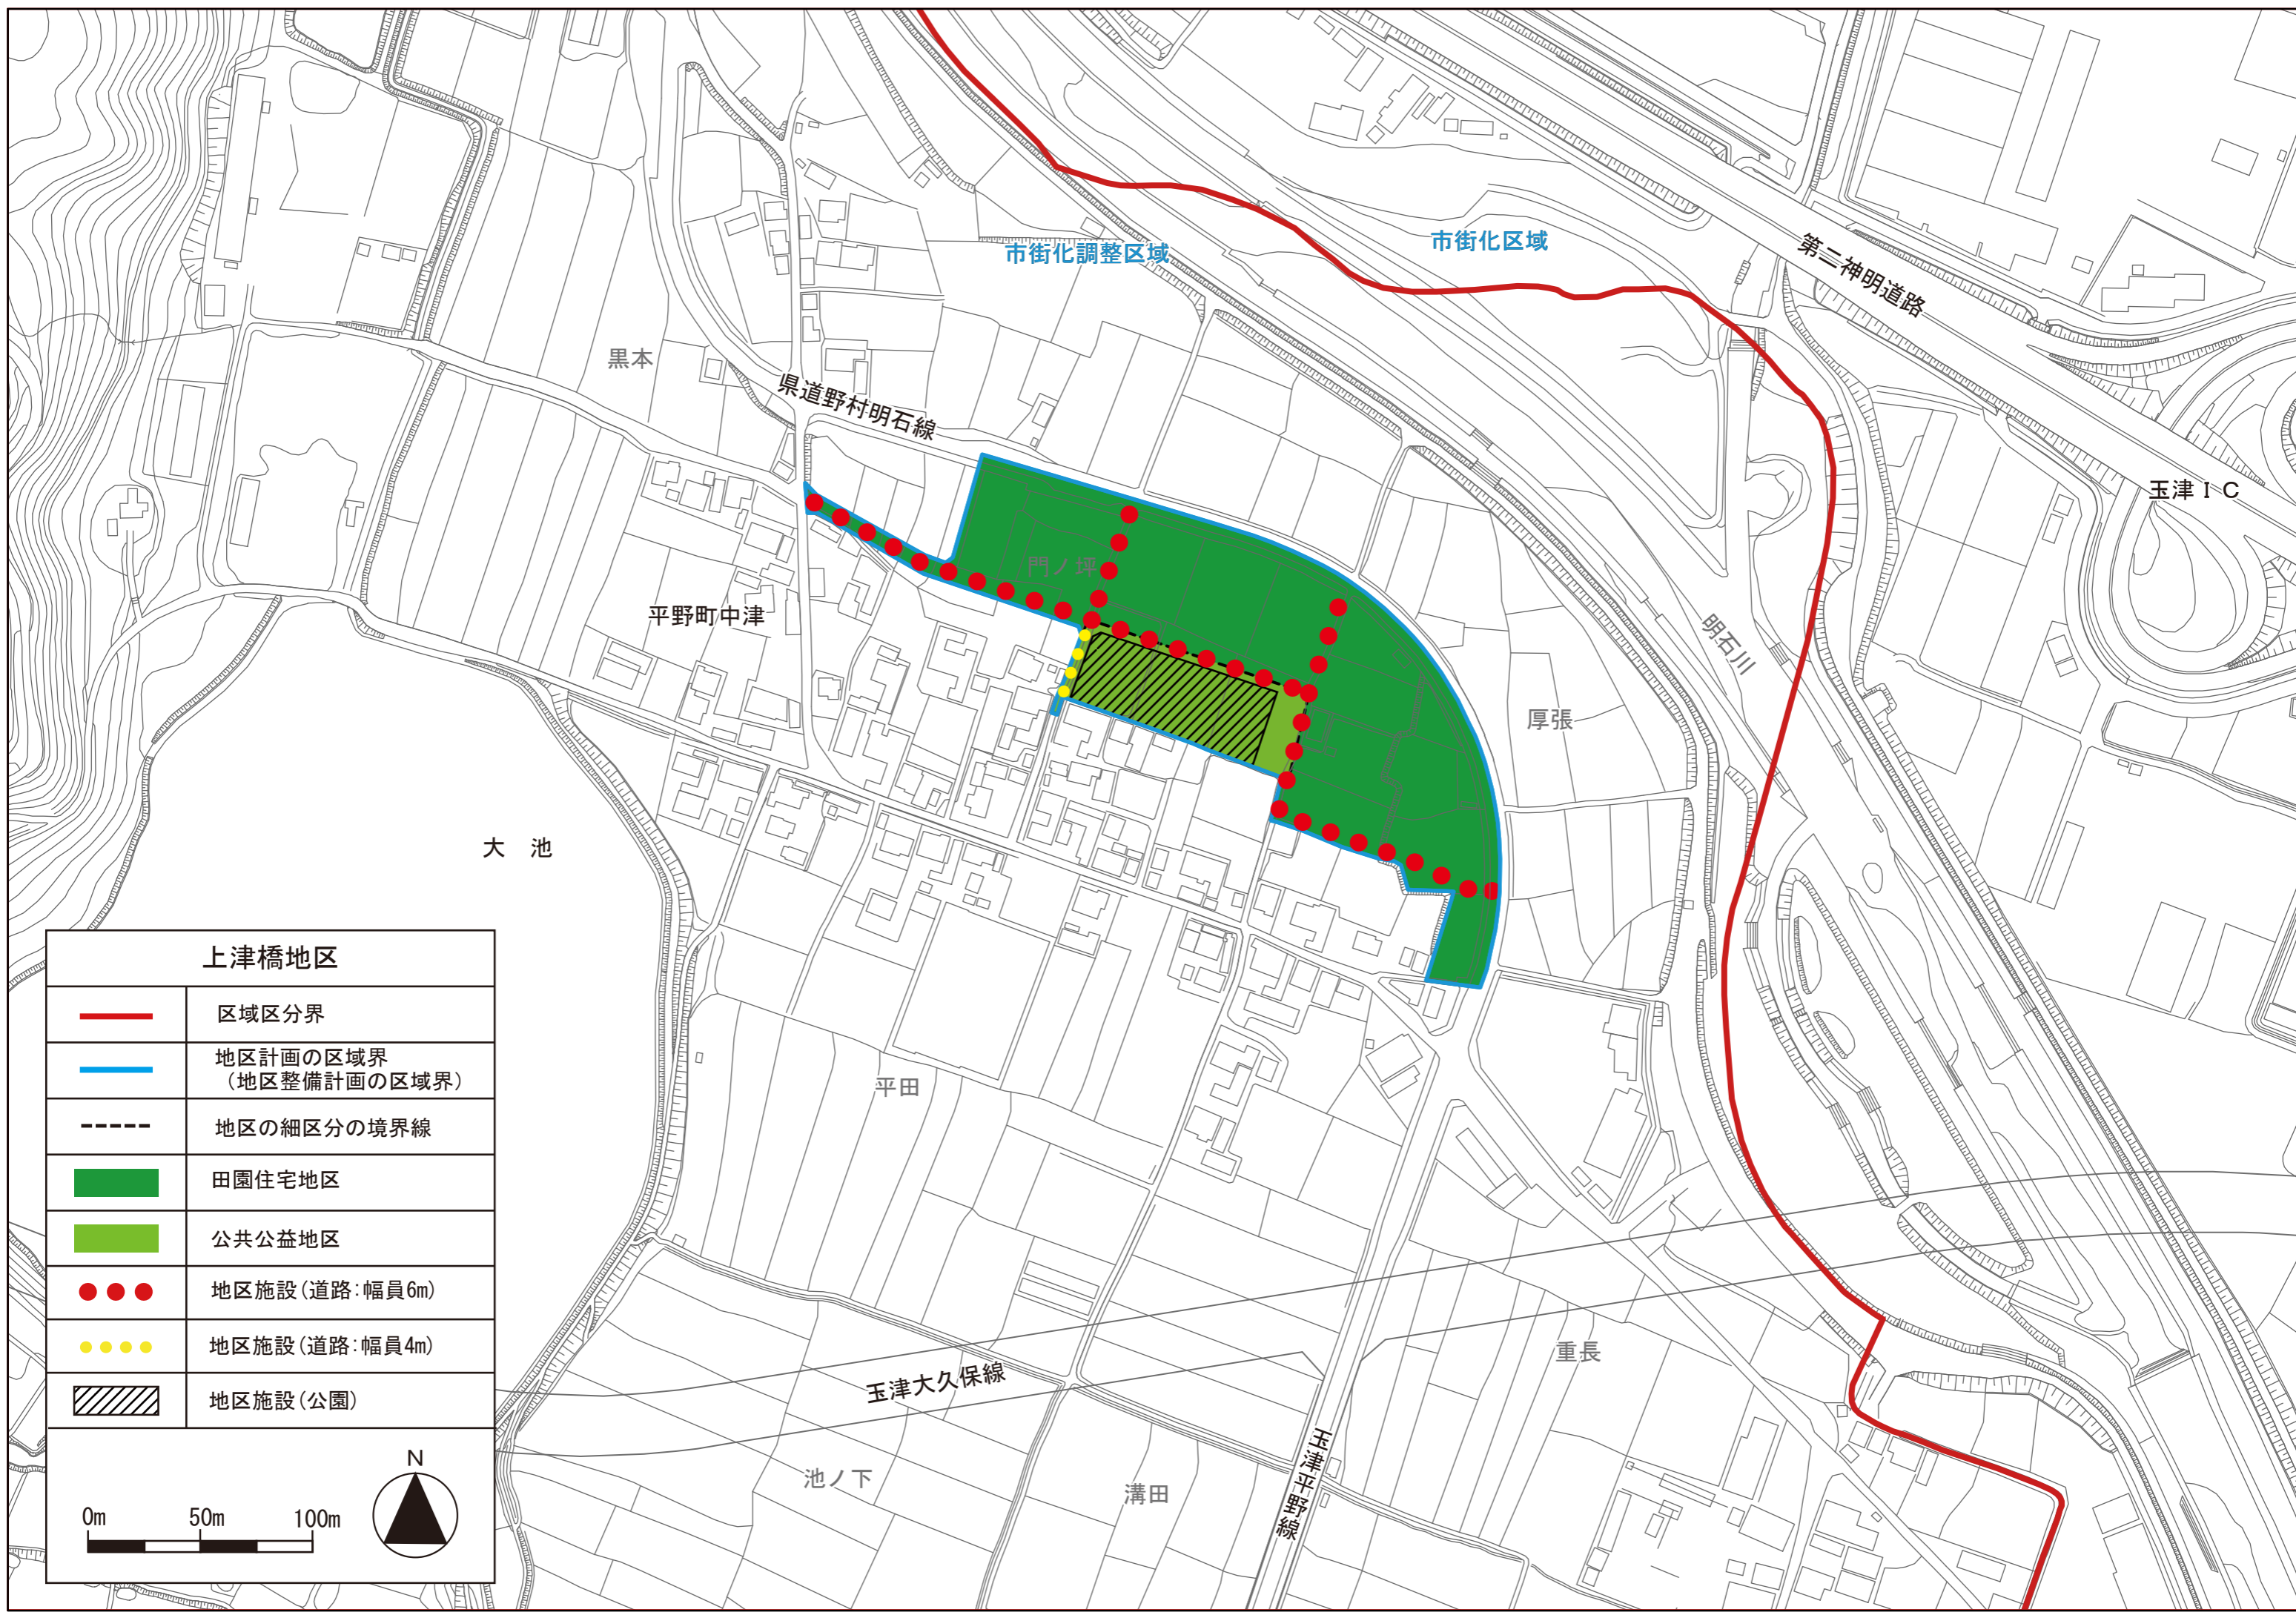 市街化調整区域
市街化区域
第二神明道路
黒本
県道野村明石線
玉津IC
門ノ坪
平野町中津
明石川
厚張
大 池
平田
重長
玉津大久保線
池ノ下
溝田
玉津平野線
上津橋地区
区域区分界
地区計画の区域界
(地区整備計画の区域界)
地区の細区分の境界線
田園住宅地区
公共公益地区
地区施設(道路:幅員6m)
地区施設(道路:幅員4m)
地区施設(公園)
N
0m 50m 100m